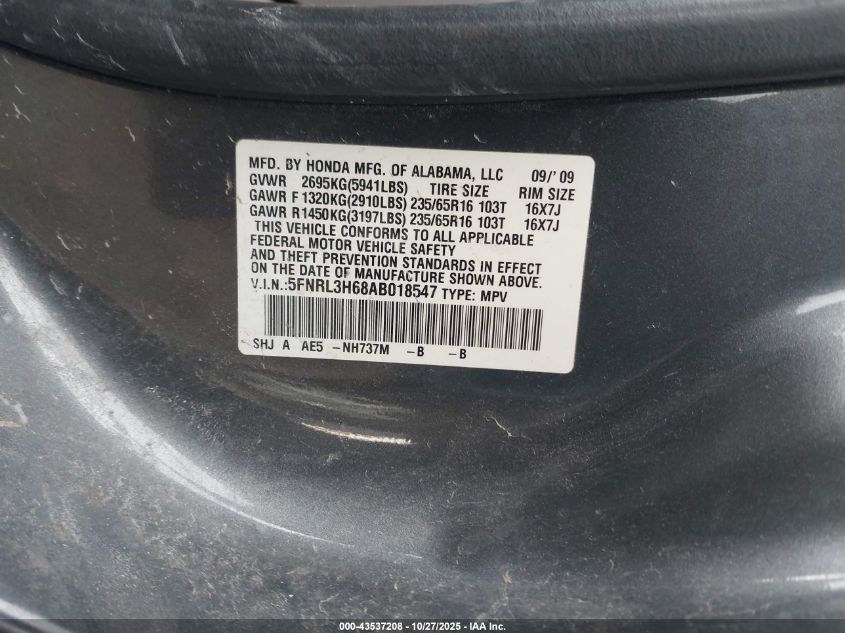 MFD. BY HONDA MFG. OF ALABAMA, LLC 09/'09
GVWR 2695KG(5941LBS) TIRE SIZE RIM SIZE
GAWR F 1320KG(2910LBS) 235/65R16 103T 16X7J
GAWR R1450KG(3197LBS) 235/65R16 103T 16X7J
THIS VEHICLE CONFORMS TO ALL APPLICABLE
FEDERAL MOTOR VEHICLE SAFETY
AND THEFT PREVENTION STANDARDS IN EFFECT
ON THE DATE OF MANUFACTURE SHOWN ABOVE.
V.I.N.:5FNRL3H68AB018547 TYPE: MPV
SHJ A AE5 -NH737M -B -B
000-43537208 - 10/27/2025 - IAA Inc.